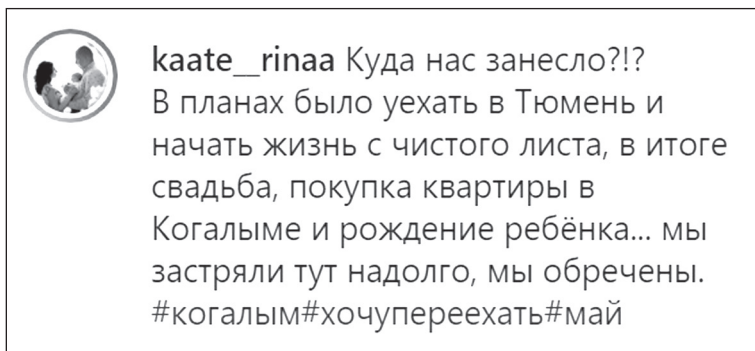 kaate__rinaa Куда нас занесло?!?
В планах было уехать в Тюмень и
начать жизнь с чистого листа, в итоге
свадьба, покупка квартиры в
Когалыме и рождение ребёнка... мы
застряли тут надолго, мы обречены.
#когалым#хочупереехать#май